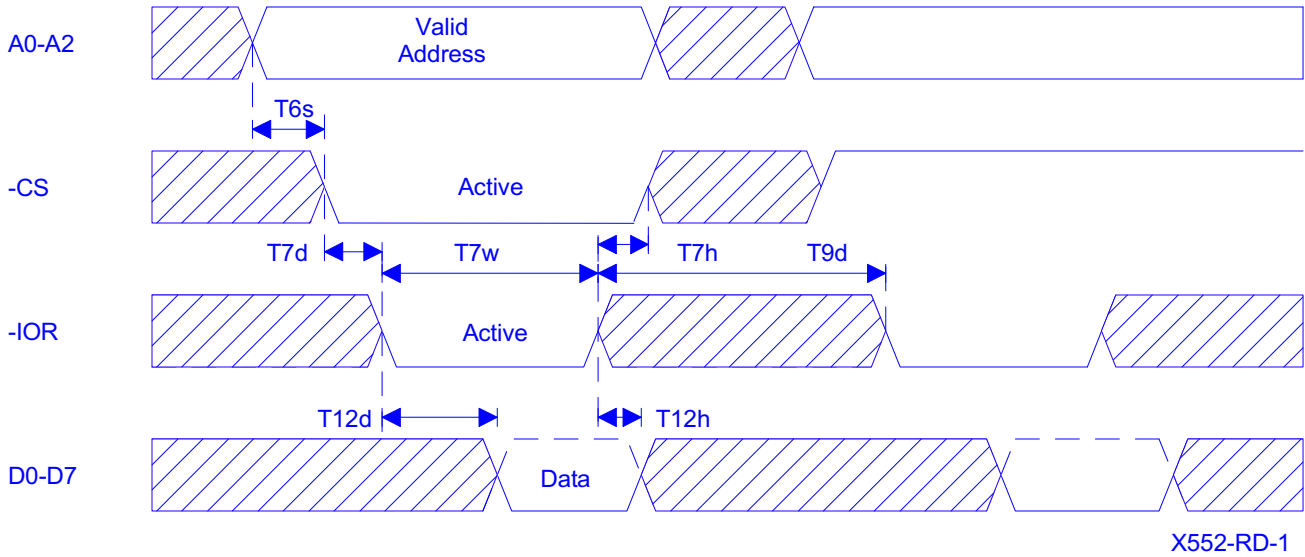 A0-A2
Valid
Address
T6s
-CS
Active
T7d
T7w
T7h
T9d
-IOR
Active
T12d
T12h
D0-D7
Data
X552-RD-1